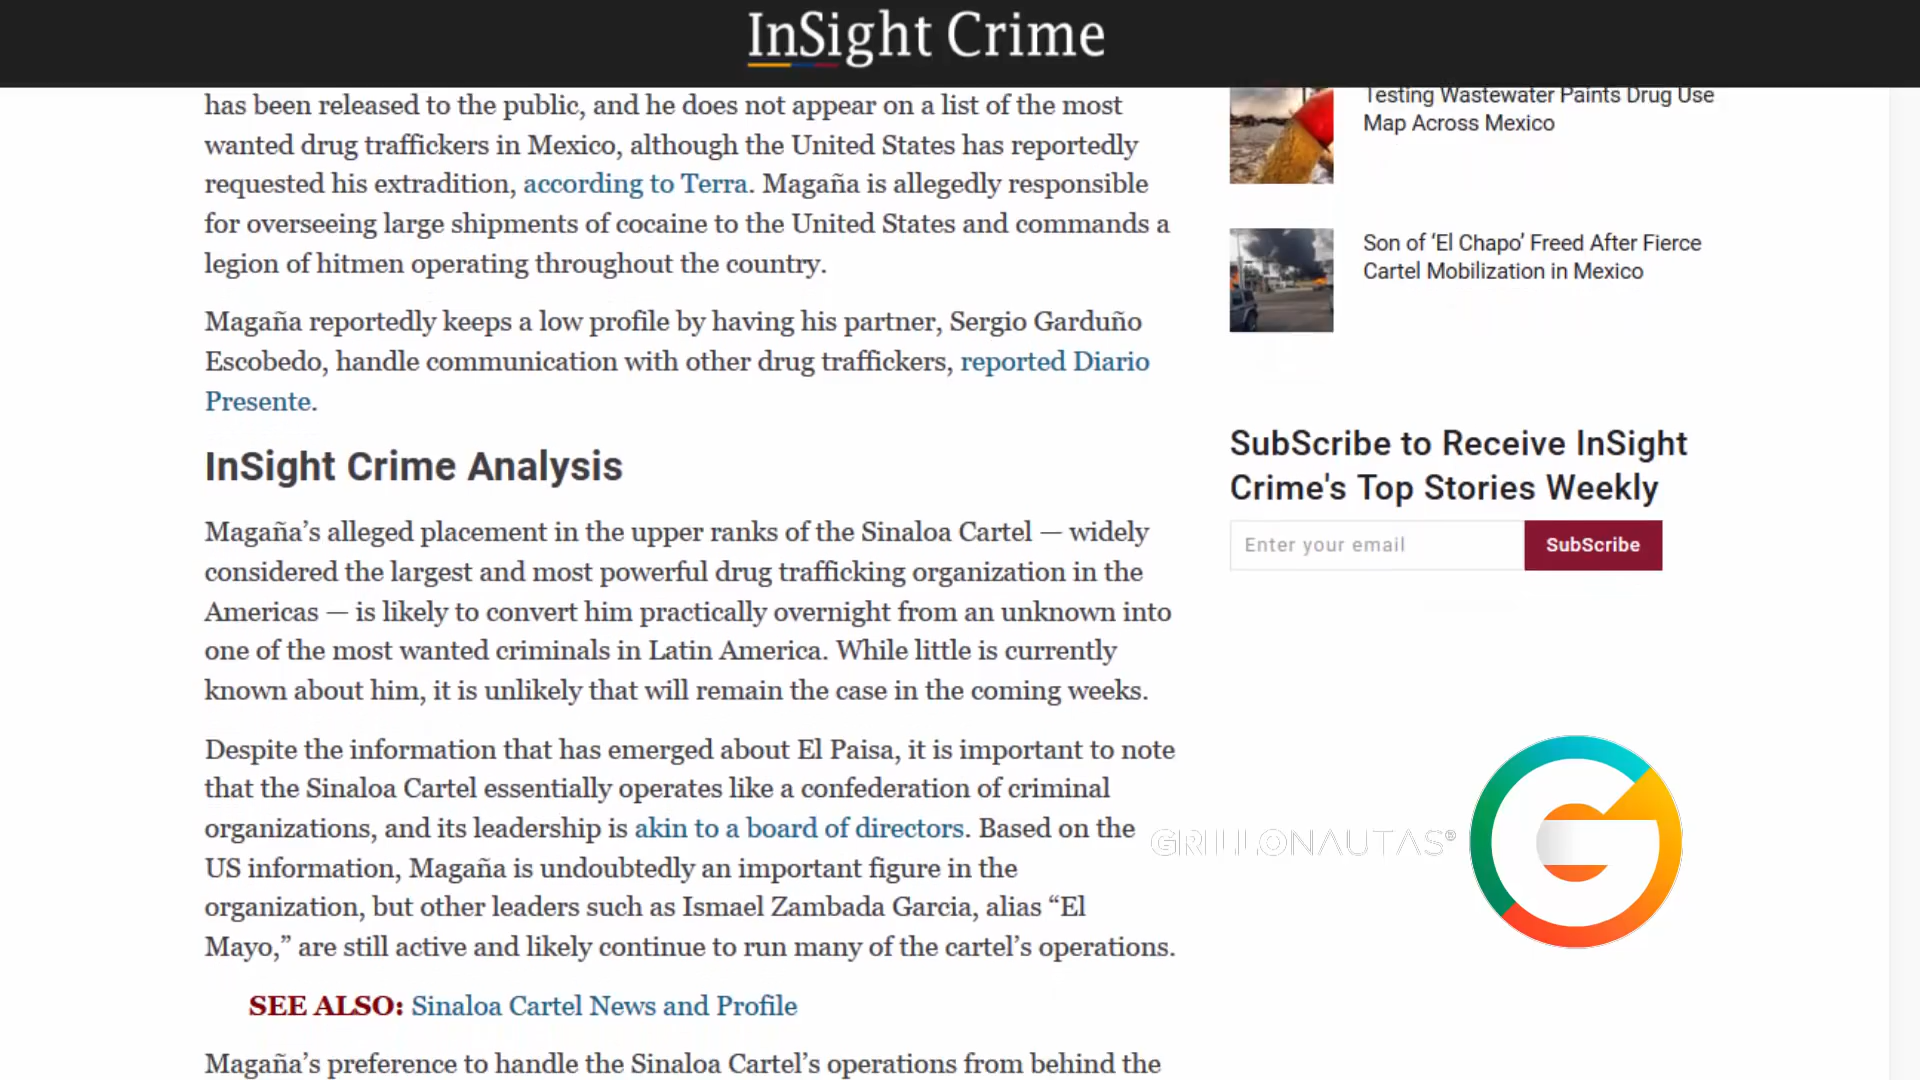 InSight Crime
has been released to the public, and he does not appear on a list of the most
wanted drug traffickers in Mexico, although the United States has reportedly
requested his extradition, according to Terra. Magaña is allegedly responsible
for overseeing large shipments of cocaine to the United States and commands a
legion of hitmen operating throughout the country.
Magaña reportedly keeps a low profile by having his partner, Sergio Garduño
Escobedo, handle communication with other drug traffickers, reported Diario
Presente.
InSight Crime Analysis
Magaña’s alleged placement in the upper ranks of the Sinaloa Cartel — widely
considered the largest and most powerful drug trafficking organization in the
Americas — is likely to convert him practically overnight from an unknown into
one of the most wanted criminals in Latin America. While little is currently
known about him, it is unlikely that will remain the case in the coming weeks.
Despite the information that has emerged about El Paisa, it is important to note
that the Sinaloa Cartel essentially operates like a confederation of criminal
organizations, and its leadership is akin to a board of directors. Based on the
US information, Magaña is undoubtedly an important figure in the
organization, but other leaders such as Ismael Zambada Garcia, alias “El
Mayo,” are still active and likely continue to run many of the cartel’s operations.
SEE ALSO: Sinaloa Cartel News and Profile
Magaña’s preference to handle the Sinaloa Cartel’s operations from behind the
Testing Wastewater Paints Drug Use
Map Across Mexico
Son of ‘El Chapo’ Freed After Fierce
Cartel Mobilization in Mexico
SubScribe to Receive InSight
Crime's Top Stories Weekly
Enter your email
SubScribe
GRILLONAUTAS®
G